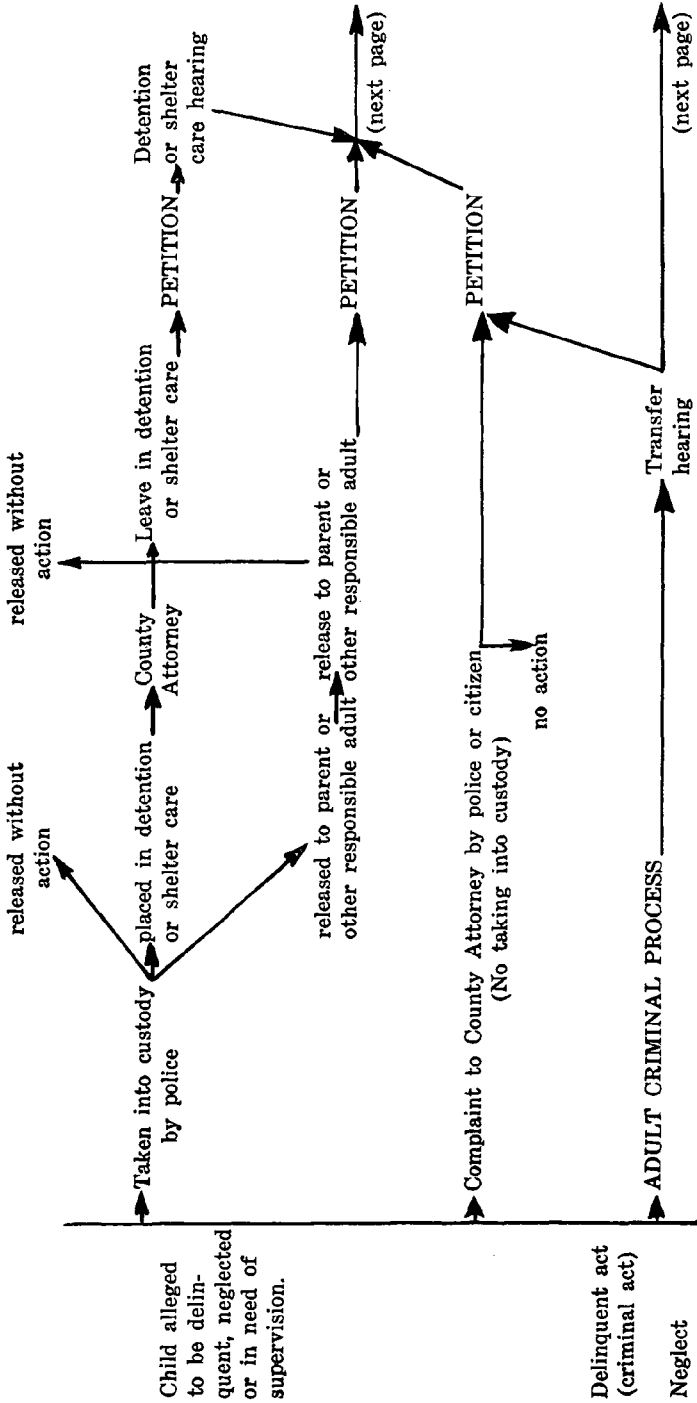 Child alleged
to be delin-
quent, neglected
or in need of
supervision.
Delinquent act
(criminal act)
Neglect
Taken into custody
by police
released without
action
placed in detention
or shelter care
County
Attorney
released without
action
Leave in detention
or shelter care
PETITION
Detention
or shelter
care hearing
released to parent or
other responsible adult
release to parent or
other responsible adult
PETITION
(next page)
Complaint to County Attorney by police or citizen
(No taking into custody)
no action
PETITION
ADULT CRIMINAL PROCESS
Transfer
hearing
(next page)